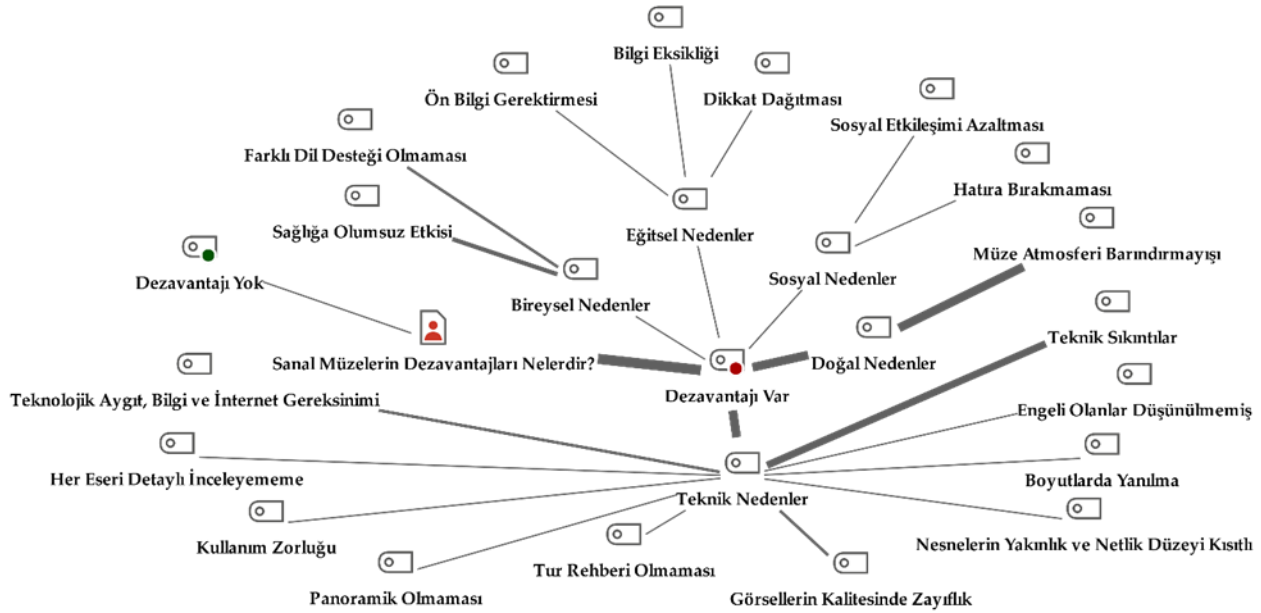 Bilgi Eksikliği
Ön Bilgi Gerektirmesi
Dikkat Dağıtması
Sosyal Etkileşimi Azaltması
Farklı Dil Desteği Olmaması
Hatıra Bırakmaması
Sağlığa Olumsuz Etkisi
Eğitsel Nedenler
Müze Atmosferi Barındırmayışı
Dezavantajı Yok
Sosyal Nedenler
Bireysel Nedenler
Teknik Sıkıntılar
Sanal Müzelerin Dezavantajları Nelerdir?
Doğal Nedenler
Dezavantajı Var
Teknolojik Aygıt, Bilgi ve İnternet Gereksinimi
Engeli Olanlar Düşünülmemiş
Her Eseri Detaylı İnceleyememe
Boyutlarda Yanılma
Teknik Nedenler
Kullanım Zorluğu
Nesnelerin Yakınlık ve Netlik Düzeyi Kısıtlı
Tur Rehberi Olmaması
Panoramik Olmaması
Görsellerin Kalitesinde Zayıflık